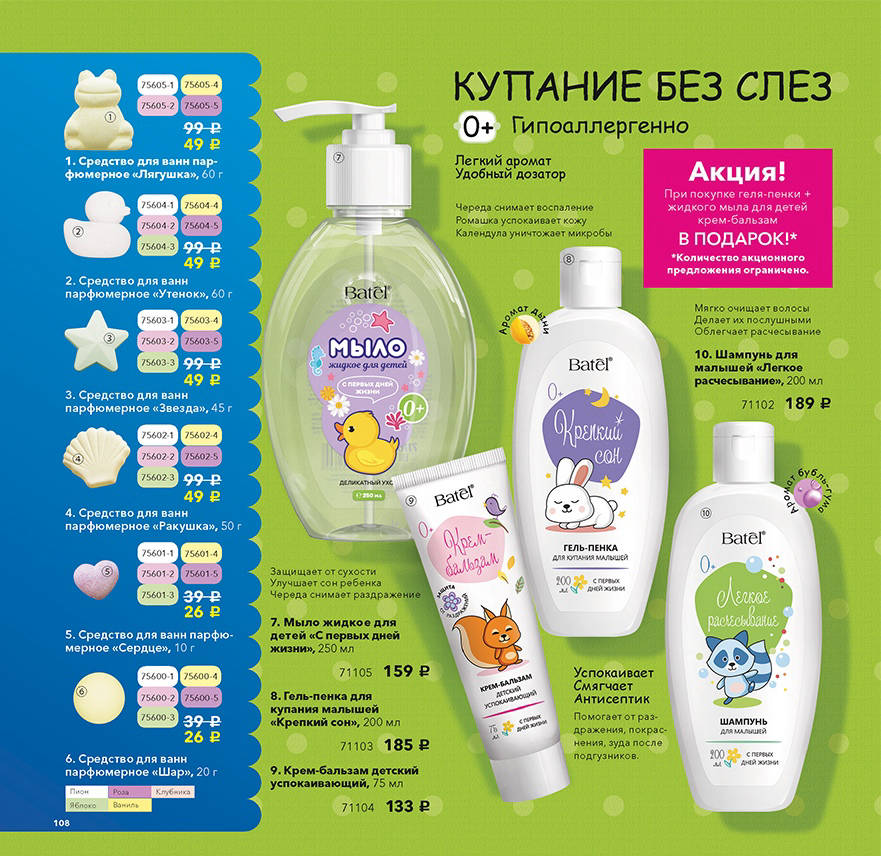 75605-1
75605-4
75605-2
75605-5
①
99 ₽
49 ₽
1. Средство для ванн пар-
фюмерное «Лягушка», 60 г
75604-1
75604-4
75604-2
75604-5
75604-3
②
99 ₽
49 ₽
2. Средство для ванн
парфюмерное «Утенок», 60 г
75603-1
75603-4
75603-2
75603-5
75603-3
③
99 ₽
49 ₽
3. Средство для ванн
парфюмерное «Звезда», 45 г
75602-1
75602-4
75602-2
75602-5
75602-3
④
99 ₽
49 ₽
4. Средство для ванн
парфюмерное «Ракушка», 50 г
75601-1
75601-4
75601-2
75601-5
75601-3
⑤
39 ₽
26 ₽
5. Средство для ванн парфю-
мерное «Сердце», 10 г
75600-1
75600-4
75600-2
75600-5
75600-3
⑥
39 ₽
26 ₽
6. Средство для ванн
парфюмерное «Шар», 20 г
Пион
Роза
Клубника
Яблоко
Ваниль
108
КУПАНИЕ БЕЗ СЛЕЗ
0+ Гипоаллергенно
Легкий аромат
Удобный дозатор
Череда снимает воспаление
Ромашка успокаивает кожу
Календула уничтожает микробы
Акция!
При покупке геля-пенки +
жидкого мыла для детей
крем-бальзам
В ПОДАРОК!*
*Количество акционного
предложения ограничено.
⑦
Batel®
МЫЛО
жидкое для детей
С ПЕРВЫХ ДНЕЙ
ЖИЗНИ
0+
ДЕЛИКАТНЫЙ УХО
℮ 250 мл
⑧
Аромат дыни
Batel®
0+
Крепкий
сон
ГЕЛЬ-ПЕНКА
ДЛЯ КУПАНИЯ МАЛЫШЕЙ
200 мл
С ПЕРВЫХ
ДНЕЙ ЖИЗНИ
Мягко очищает волосы
Делает их послушными
Облегчает расчесывание
10. Шампунь для
малышей «Легкое
расчесывание», 200 мл
71102 189 ₽
⑨
Batel®
0+
Крем-
бальзам
ЗАЩИТА
ОТ РАЗДРАЖЕНИЙ
КРЕМ-БАЛЬЗАМ
ДЕТСКИЙ
УСПОКАИВАЮЩИЙ
75 мл
С ПЕРВЫХ
ДНЕЙ ЖИЗНИ
⑩
Аромат бубль-гума
Batel®
0+
Легкое
расчесывание
ШАМПУНЬ
ДЛЯ МАЛЫШЕЙ
200 мл
С ПЕРВЫХ
ДНЕЙ ЖИЗНИ
Защищает от сухости
Улучшает сон ребенка
Череда снимает раздражение
7. Мыло жидкое для
детей «С первых дней
жизни», 250 мл
71105 159 ₽
8. Гель-пенка для
купания малышей
«Крепкий сон», 200 мл
71103 185 ₽
9. Крем-бальзам детский
успокаивающий, 75 мл
71104 133 ₽
Успокаивает
Смягчает
Антисептик
Помогает от раз-
дражения, покрас-
нения, зуда после
подгузников.